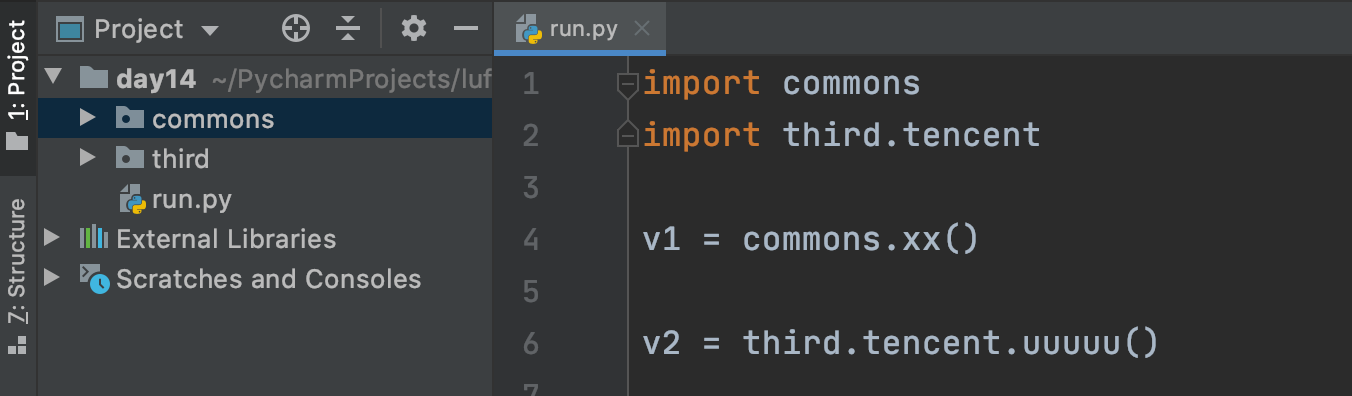 1: Project
Z: Structure
Project
day14 ~/PycharmProjects/luf
commons
third
run.py
External Libraries
Scratches and Consoles
run.py
1 import commons
2 import third.tencent
3
4 v1 = commons.xx()
5
6 v2 = third.tencent.uuuuu()
7